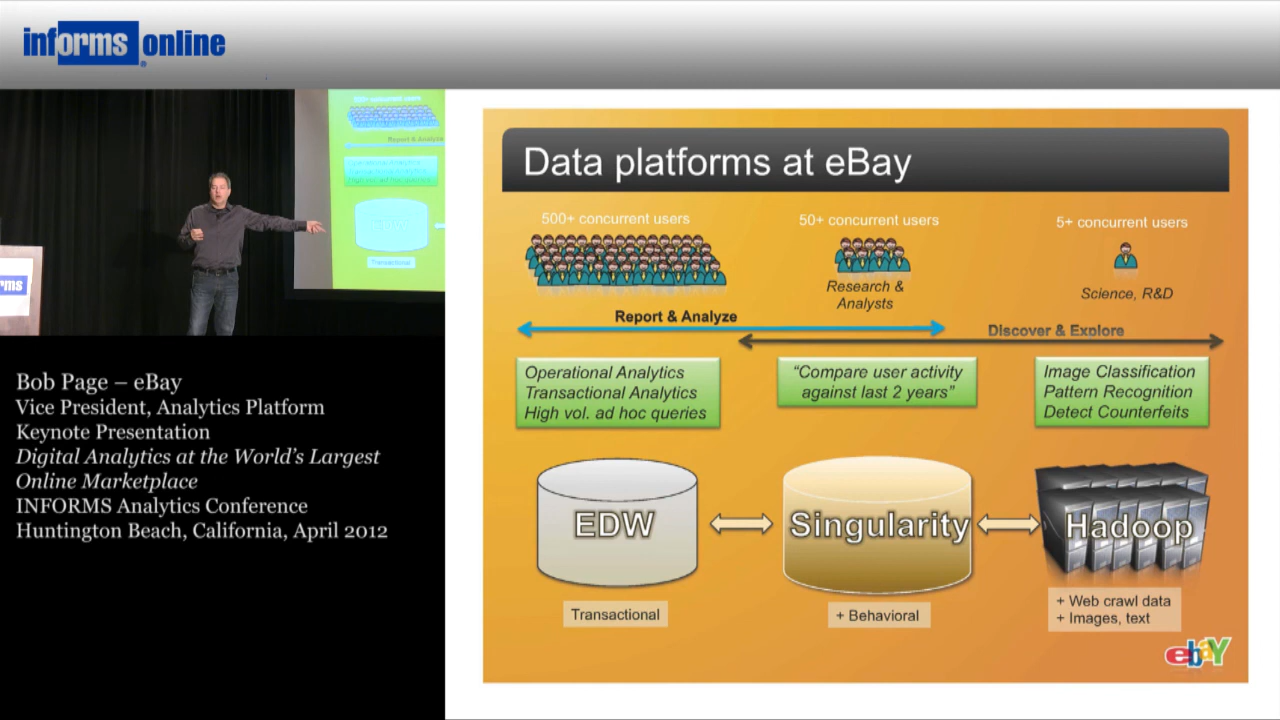 informs online®
Report & Analyze
Transactional
rms
Bob Page – eBay
Vice President, Analytics Platform
Keynote Presentation
Digital Analytics at the World's Largest
Online Marketplace
INFORMS Analytics Conference
Huntington Beach, California, April 2012
Data platforms at eBay
500+ concurrent users
50+ concurrent users
5+ concurrent users
Research &
Analysts
Science, R&D
Report & Analyze
Discover & Explore
Operational Analytics
Transactional Analytics
High vol. ad hoc queries
“Compare user activity
against last 2 years”
Image Classification
Pattern Recognition
Detect Counterfeits
EDW
Singularity
Hadoop
Transactional
+ Behavioral
+ Web crawl data
+ Images, text
ebaY